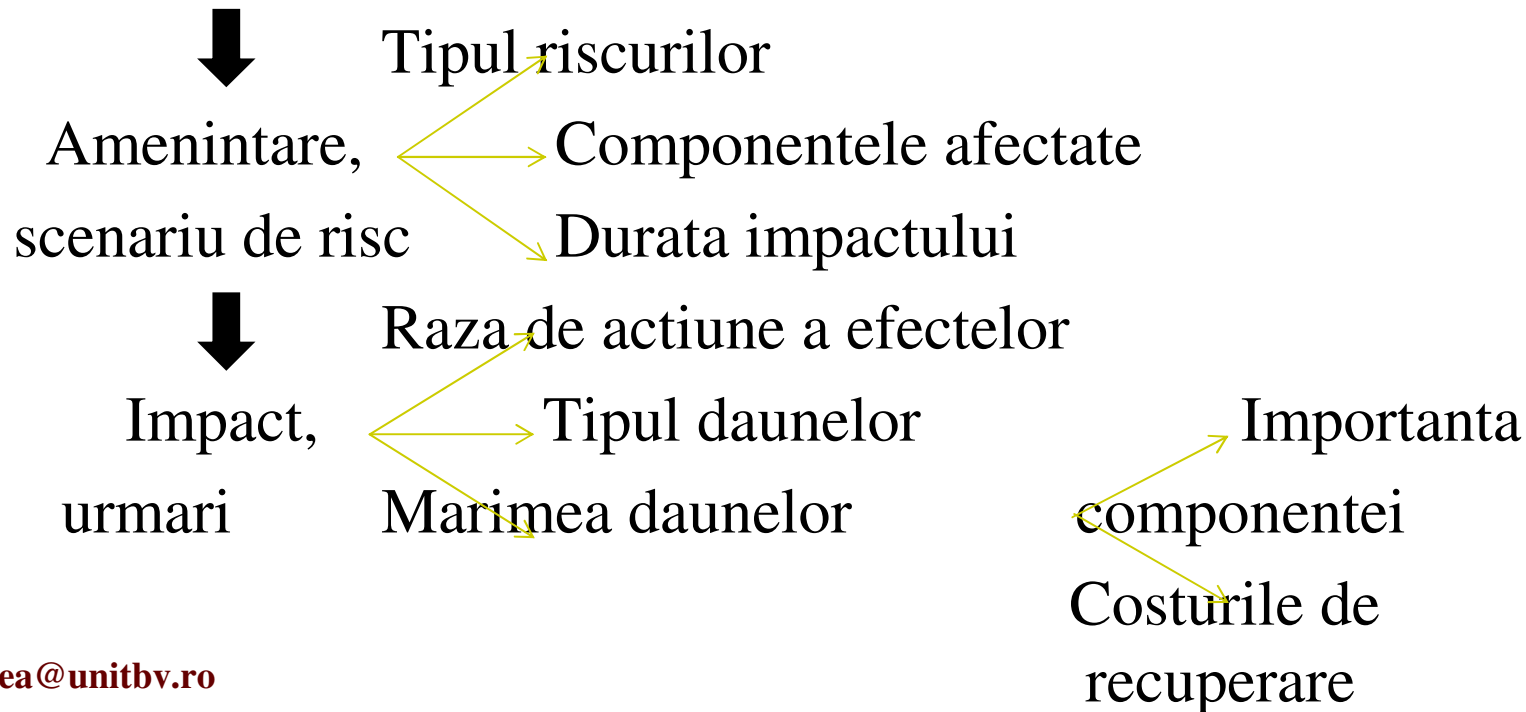 Tipul riscurilor
Amenintare, Componentele afectate
scenariu de risc Durata impactului
Raza de actiune a efectelor
Impact, Tipul daunelor Importanta
urmari Marimea daunelor componentei
Costurile de
ea@unitbv.ro
recuperare